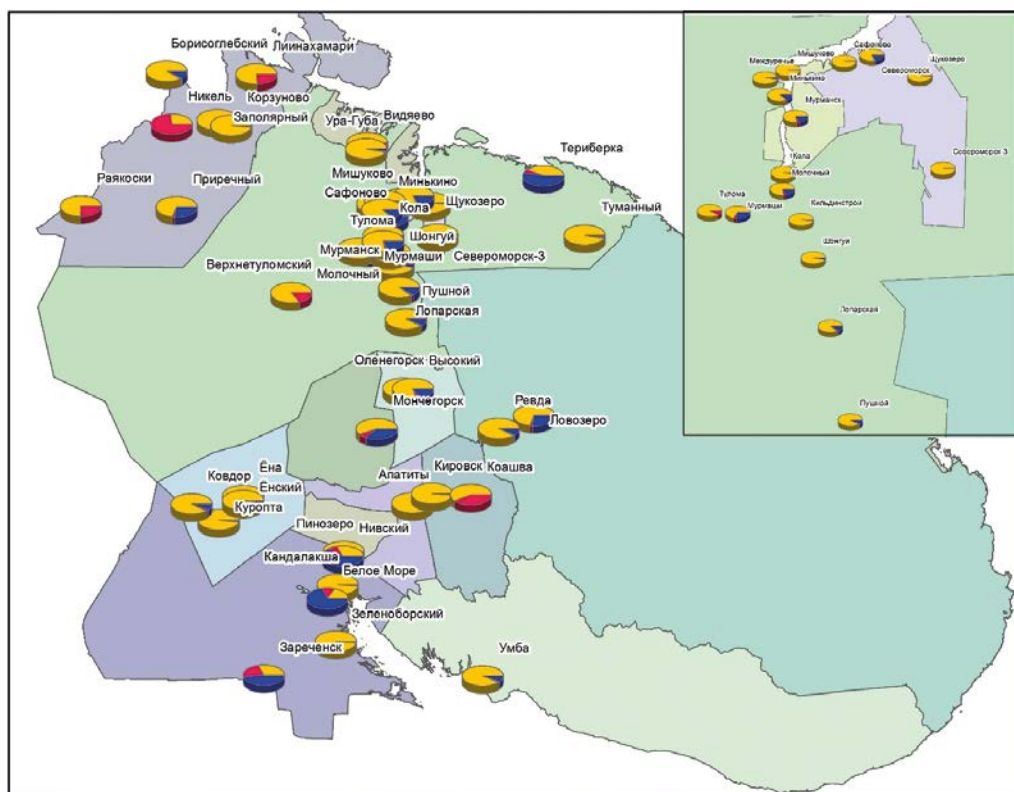 Борисоглебский
Лиинахамари
Никель
Корзуново
Заполярный
Ура-Губа
Видяево
Раякоски
Приречный
Мишуково
Териберка
Сафоново
Минькино
Щукозеро
Кола
Тулома
Туманный
Шонгуй
Мурманск
Мурмаши
Североморск-3
Верхнетуломский
Молочный
Пушной
Лопарская
Оленегорск
Высокий
Мончегорск
Ревда
Ловозеро
Ёна
Ковдор
Ёнский
Куропта
Апатиты
Кировск
Коашва
Пинозеро
Нивский
Кандалакша
Белое Море
Зеленоборский
Зареченск
Умба
Междуречье
Мишуково
Сафоново
Щукозеро
Минькино
Североморск
Мурманск
Кола
Североморск-3
Молочный
Тулома
Мурмаши
Кильдинстрой
Шонгуй
Лопарская
Пушной